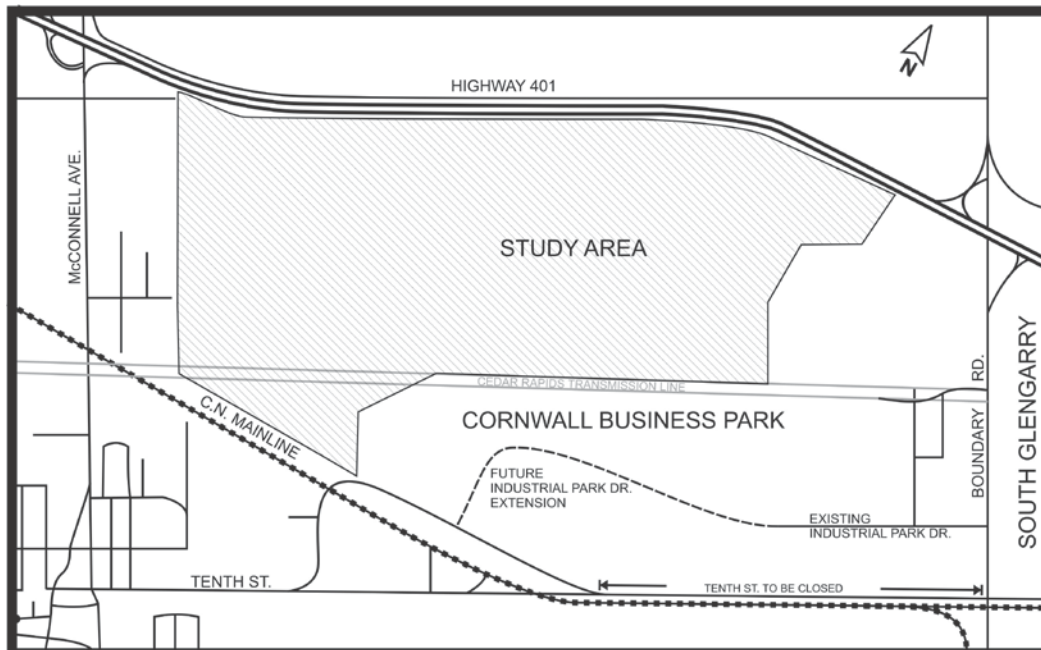 HIGHWAY 401
N
McCONNELL AVE.
STUDY AREA
CEDAR RAPIDS TRANSMISSION LINE
C.N. MAINLINE
CORNWALL BUSINESS PARK
BOUNDARY RD.
SOUTH GLENGARRY
FUTURE
INDUSTRIAL PARK DR.
EXTENSION
EXISTING
INDUSTRIAL PARK DR.
TENTH ST.
TENTH ST. TO BE CLOSED